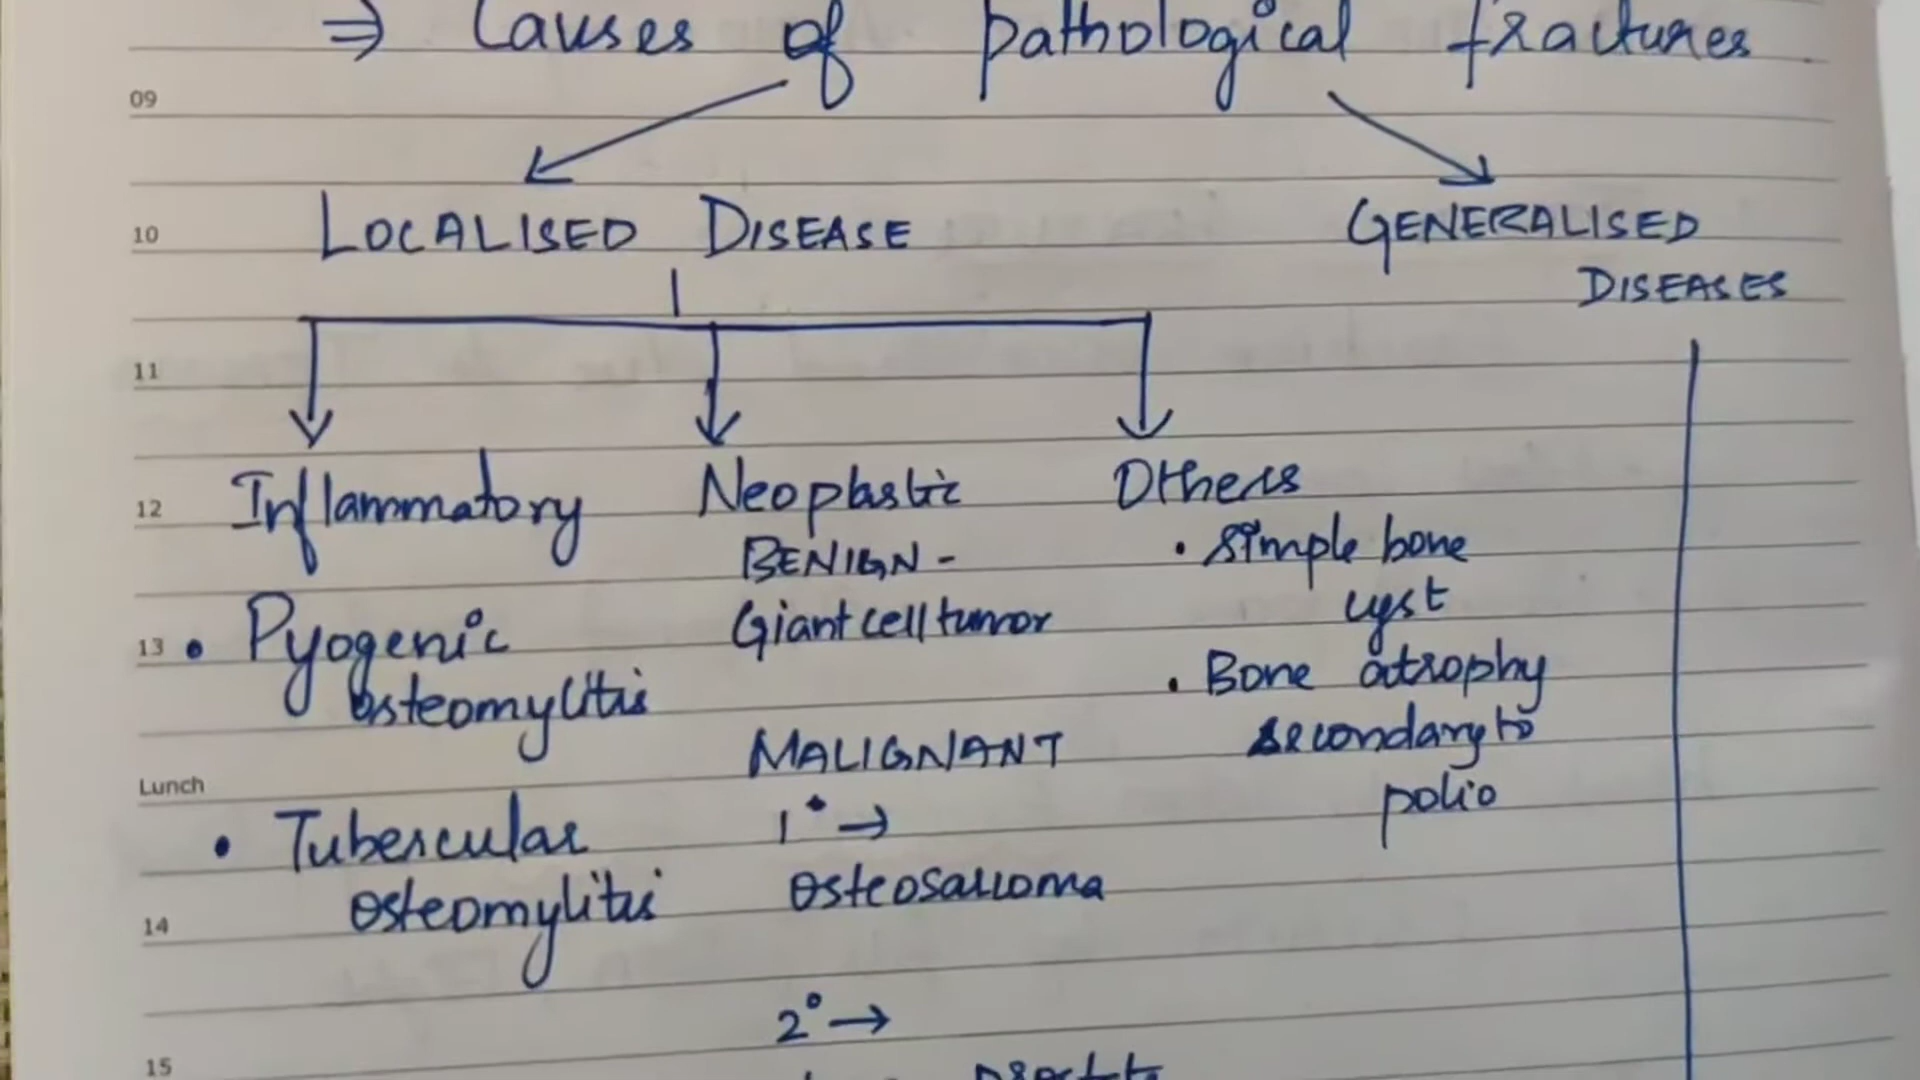 ⇒ Causes of pathological fractures
09
LOCALISED DISEASE
GENERALISED
DISEASES
10
11
Inflammatory
Neoplastic
Others
12
BENIGN -
• simple bone
cyst
Giant cell tumor
13
• Pyogenic
osteomylitis
• Bone atrophy
secondary to
polio
MALIGNANT
Lunch
1° →
• Tubercular
osteomylitis
osteosarcoma
14
2° →
15